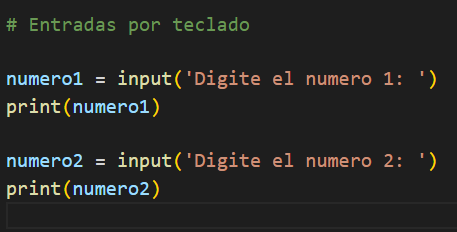 # Entradas por teclado
numero1 = input('Digite el numero 1: ')
print(numero1)
numero2 = input('Digite el numero 2: ')
print(numero2)